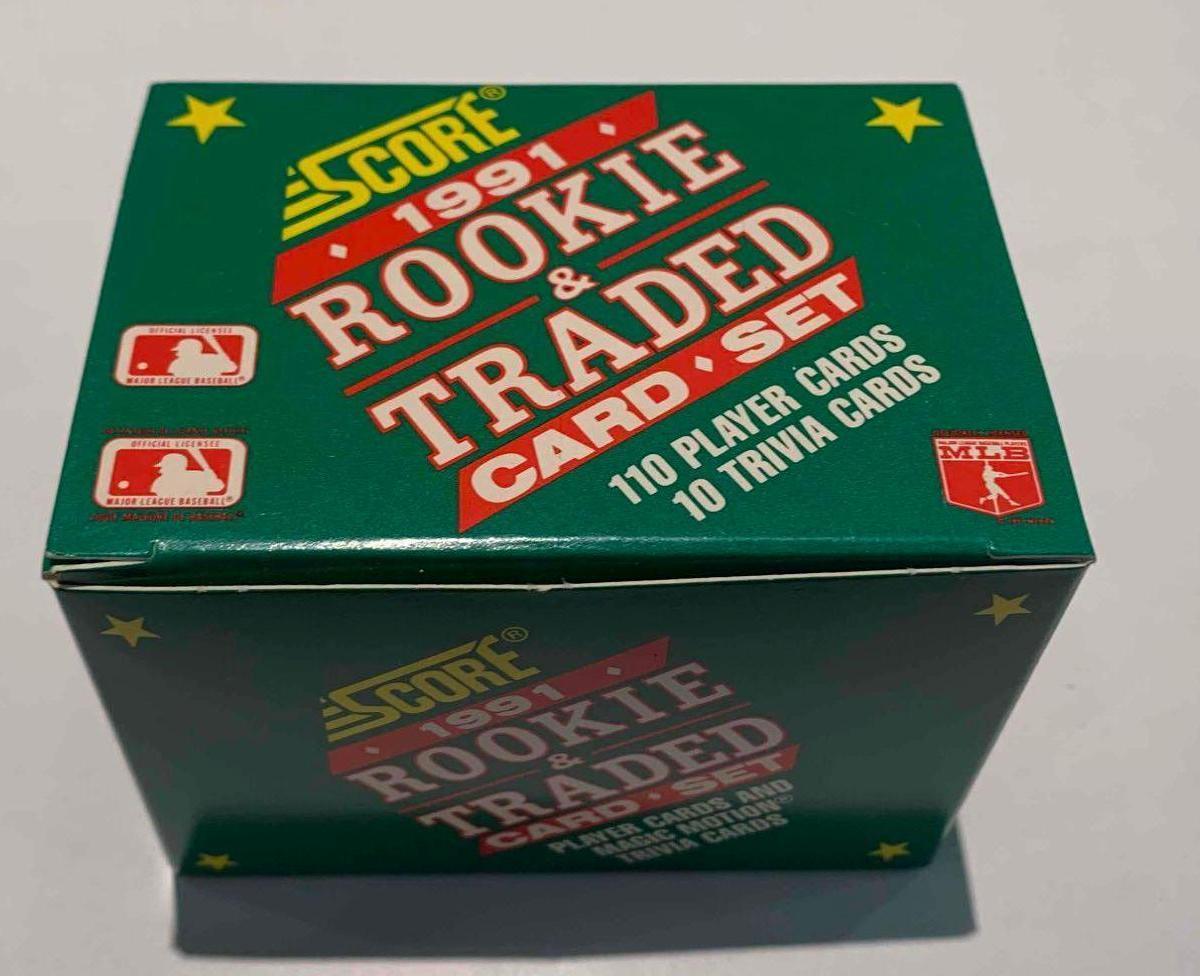 SCORE®
1991
ROOKIE
&
TRADED
CARD • SET
110 PLAYER CARDS
10 TRIVIA CARDS
OFFICIAL LICENSEE
MAJOR LEAGUE BASEBALL®
OFFICIAL LICENSEE
MAJOR LEAGUE BASEBALL®
MLB
SCORE®
1991
ROOKIE
&
TRADED
CARD • SET
PLAYER CARDS AND
MAGIC MOTION®
TRIVIA CARDS